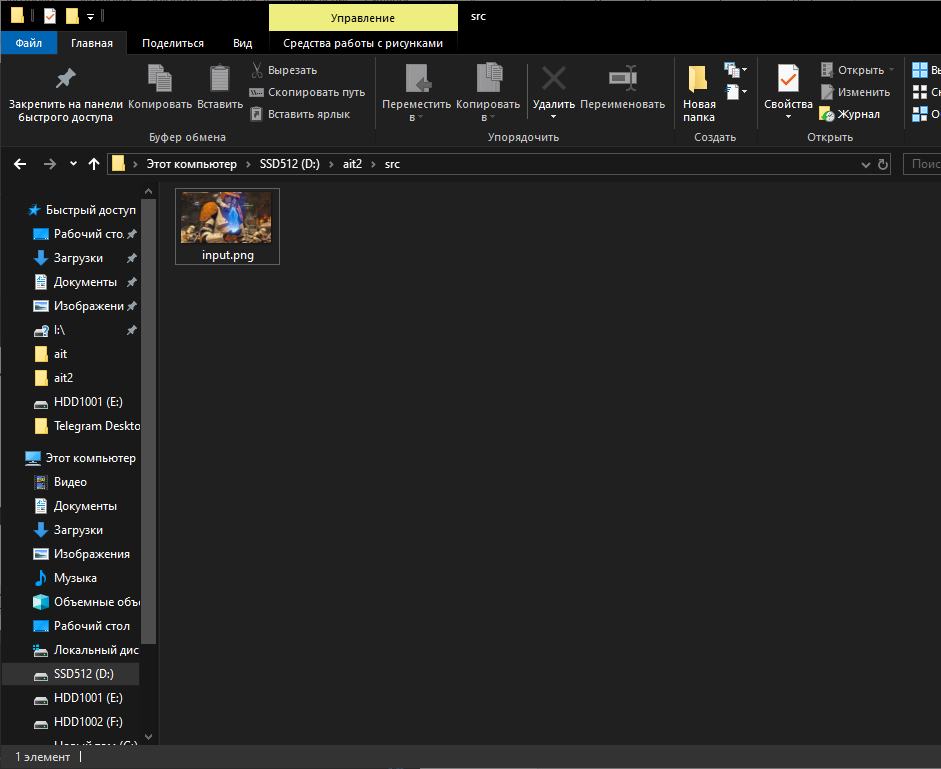 Управление
src
Файл
Главная
Поделиться
Вид
Средства работы с рисунками
Закрепить на панели быстрого доступа
Копировать
Вставить
Вырезать
Скопировать путь
Вставить ярлык
Переместить в
Копировать в
Удалить
Переименовать
Новая папка
Свойства
Открыть
Изменить
Журнал
Буфер обмена
Упорядочить
Создать
Открыть
Этот компьютер
SSD512 (D:)
ait2
src
Поис
Быстрый доступ
Рабочий сто.
Загрузки
Документы
Изображени
I:\
ait
ait2
HDD1001 (E:)
Telegram Deskto
Этот компьютер
Видео
Документы
Загрузки
Изображения
Музыка
Объемные объ
Рабочий стол
Локальный дис
SSD512 (D:)
HDD1001 (E:)
HDD1002 (F:)
input.png
1 элемент